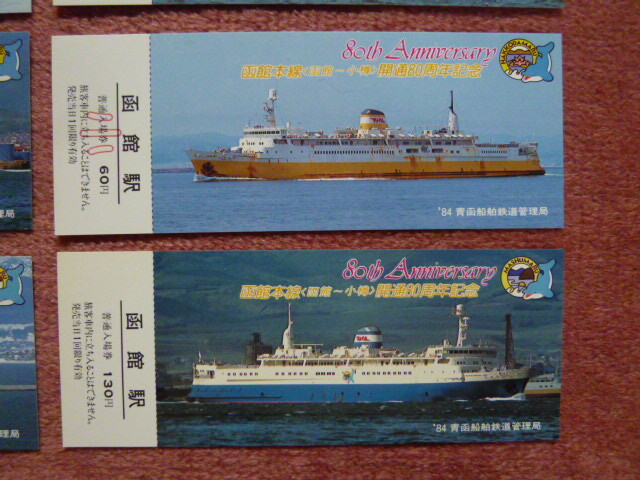 函館駅
普通入場券 60円
旅客車内に立ち入ることはできません。
発売当日1回限り有効
80th Anniversary
函館本線〈函館～小樽〉開通80周年記念
'84 青函船舶鉄道管理局
函館駅
普通入場券 130円
旅客車内に立ち入ることはできません。
発売当日1回限り有効
80th Anniversary
函館本線〈函館～小樽〉開通80周年記念
MASHUMARU
'84 青函船舶鉄道管理局
理局
理局